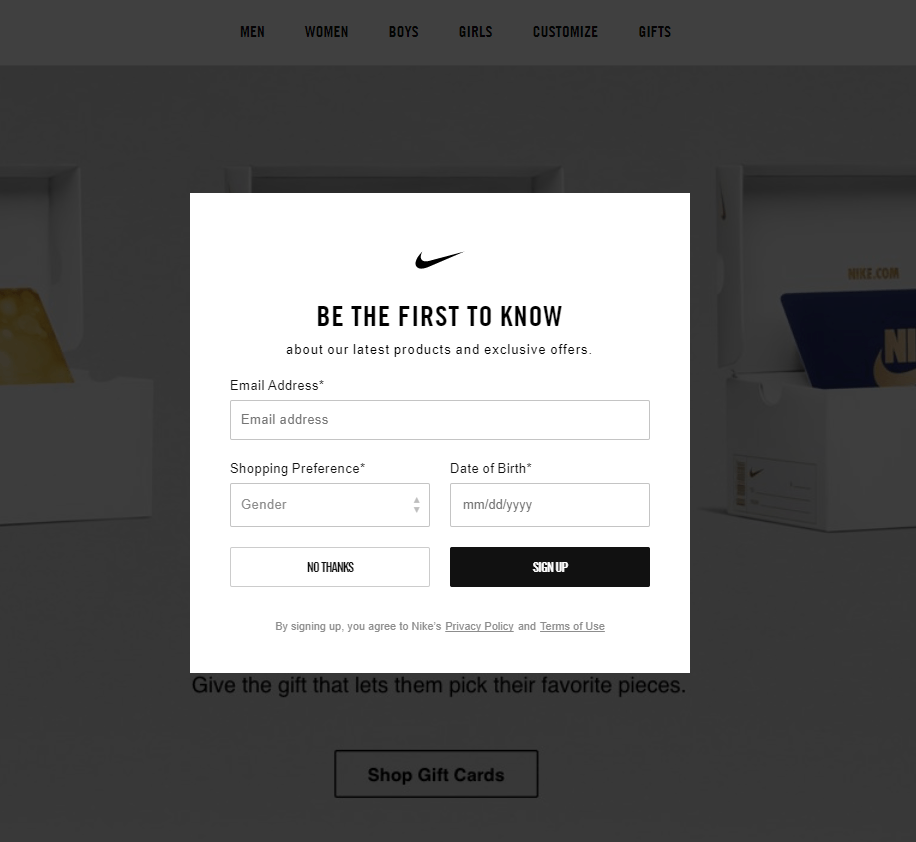 MEN WOMEN BOYS GIRLS CUSTOMIZE GIFTS
NIKE.COM
BE THE FIRST TO KNOW
about our latest products and exclusive offers.
Email Address*
Email address
Shopping Preference* Date of Birth*
Gender mm/dd/yyyy
NO THANKS SIGN UP
By signing up, you agree to Nike's Privacy Policy and Terms of Use
Give the gift that lets them pick their favorite pieces.
Shop Gift Cards